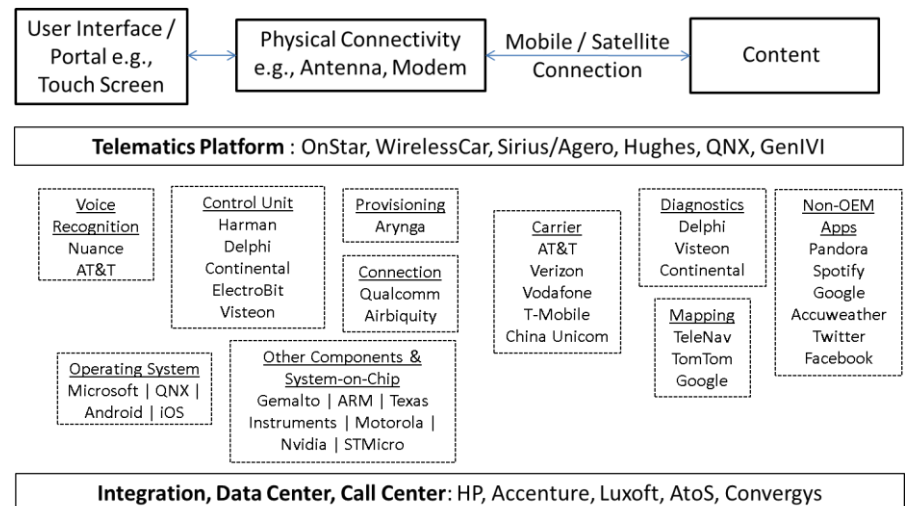 User Interface /
Portal e.g.,
Touch Screen
Physical Connectivity
e.g., Antenna, Modem
Mobile / Satellite
Connection
Content
Telematics Platform : OnStar, WirelessCar, Sirius/Agero, Hughes, QNX, GenIVI
Voice
Recognition
Nuance
AT&T
Control Unit
Harman
Delphi
Continental
ElectroBit
Visteon
Provisioning
Arynga
Connection
Qualcomm
Airbiquity
Carrier
AT&T
Verizon
Vodafone
T-Mobile
China Unicom
Diagnostics
Delphi
Visteon
Continental
Mapping
TeleNav
TomTom
Google
Non-OEM
Apps
Pandora
Spotify
Google
Accuweather
Twitter
Facebook
Operating System
Microsoft | QNX |
Android | iOS
Other Components &
System-on-Chip
Gemalto | ARM | Texas
Instruments | Motorola |
Nvidia | STMicro
Integration, Data Center, Call Center: HP, Accenture, Luxoft, AtoS, Convergys